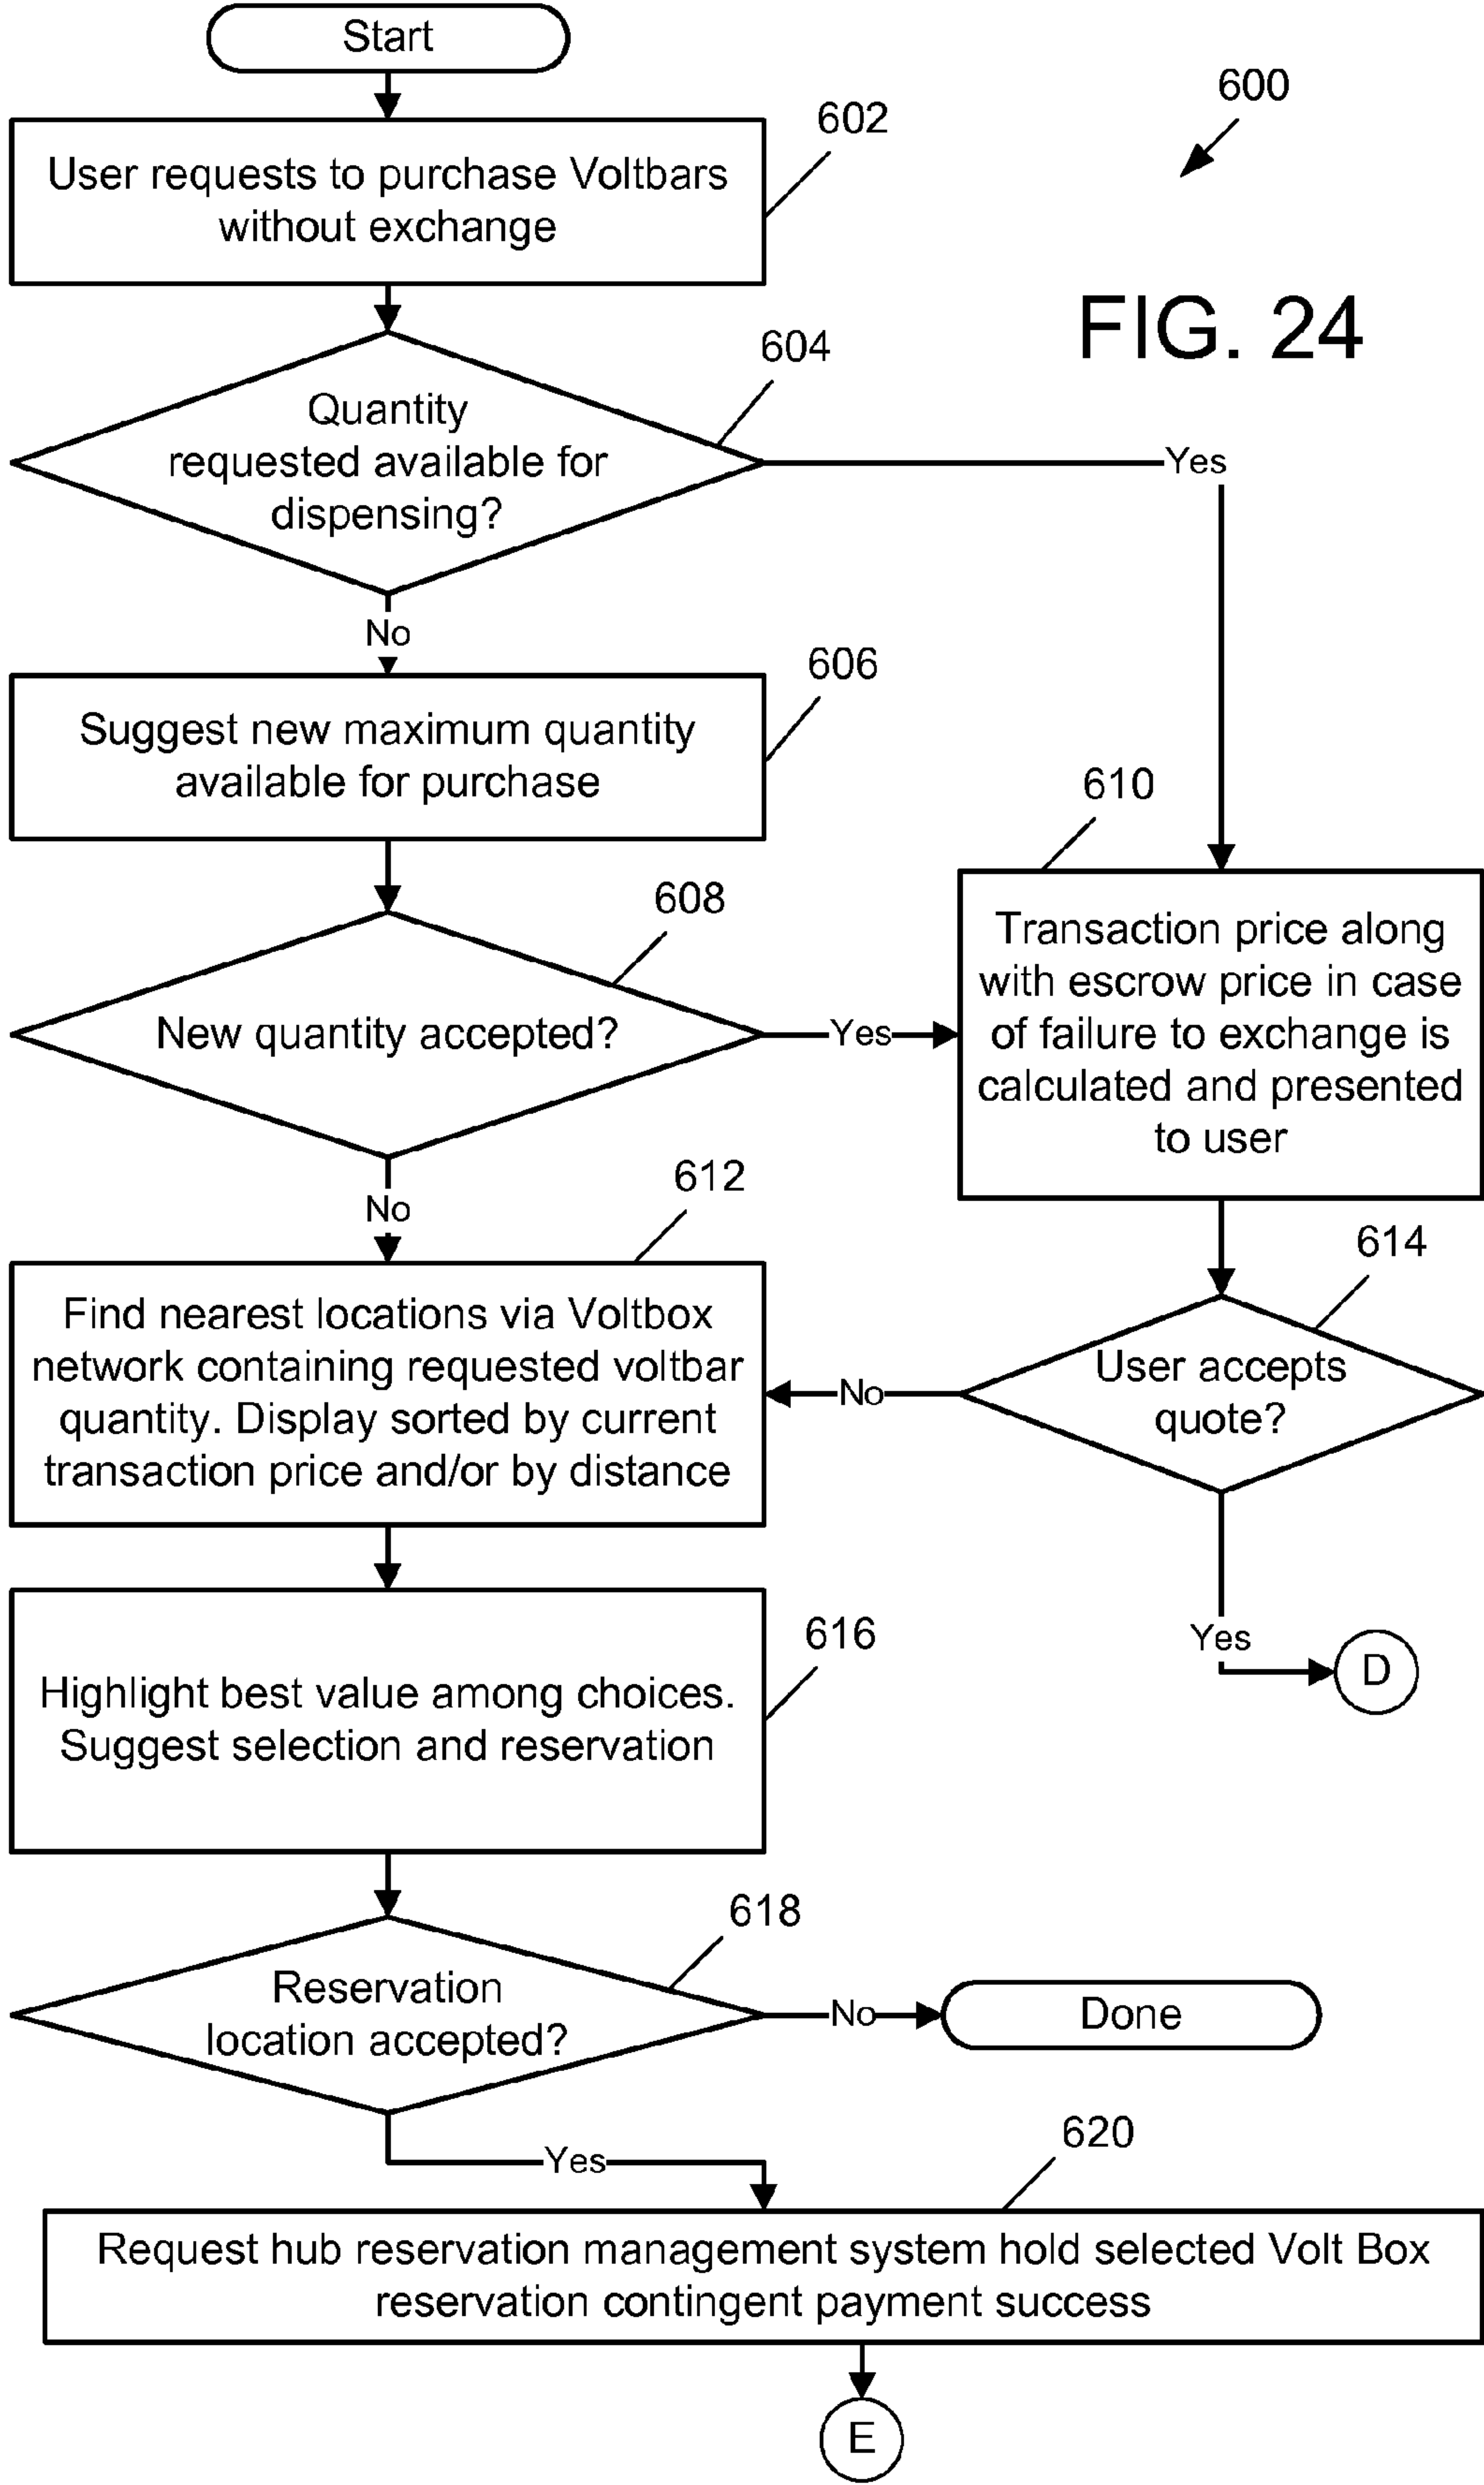 Start
600
602
User requests to purchase Voltbars
without exchange
FIG. 24
604
Quantity
requested available for
dispensing?
Yes
No
606
Suggest new maximum quantity
available for purchase
610
608
Transaction price along
with escrow price in case
of failure to exchange is
calculated and presented
to user
New quantity accepted?
Yes
No
612
614
Find nearest locations via Voltbox
network containing requested voltbar
quantity. Display sorted by current
transaction price and/or by distance
User accepts
quote?
No
Yes
D
616
Highlight best value among choices.
Suggest selection and reservation
618
Reservation
location accepted?
No
Done
Yes
620
Request hub reservation management system hold selected Volt Box
reservation contingent payment success
E